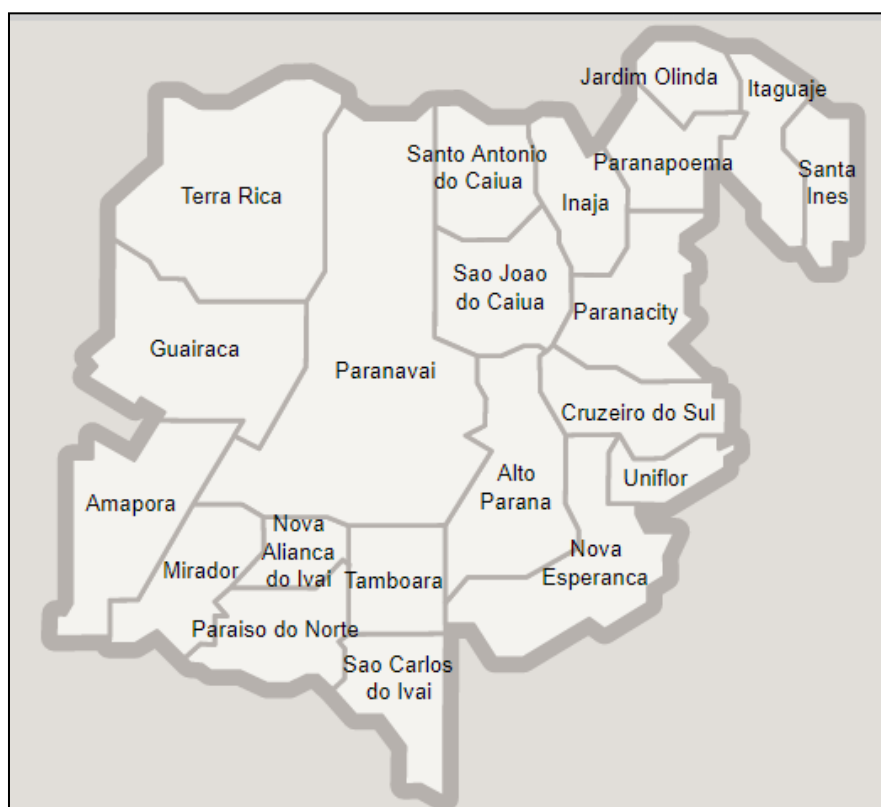 Jardim Olinda
Itaguaje
Santo Antonio
do Caiua
Paranapoema
Santa
Ines
Terra Rica
Inaja
Sao Joao
do Caiua
Paranacity
Guairaca
Paranavai
Cruzeiro do Sul
Alto
Parana
Uniflor
Amapora
Nova
Alianca
do Ivai
Nova
Esperanca
Mirador
Tamboara
Paraiso do Norte
Sao Carlos
do Ivai